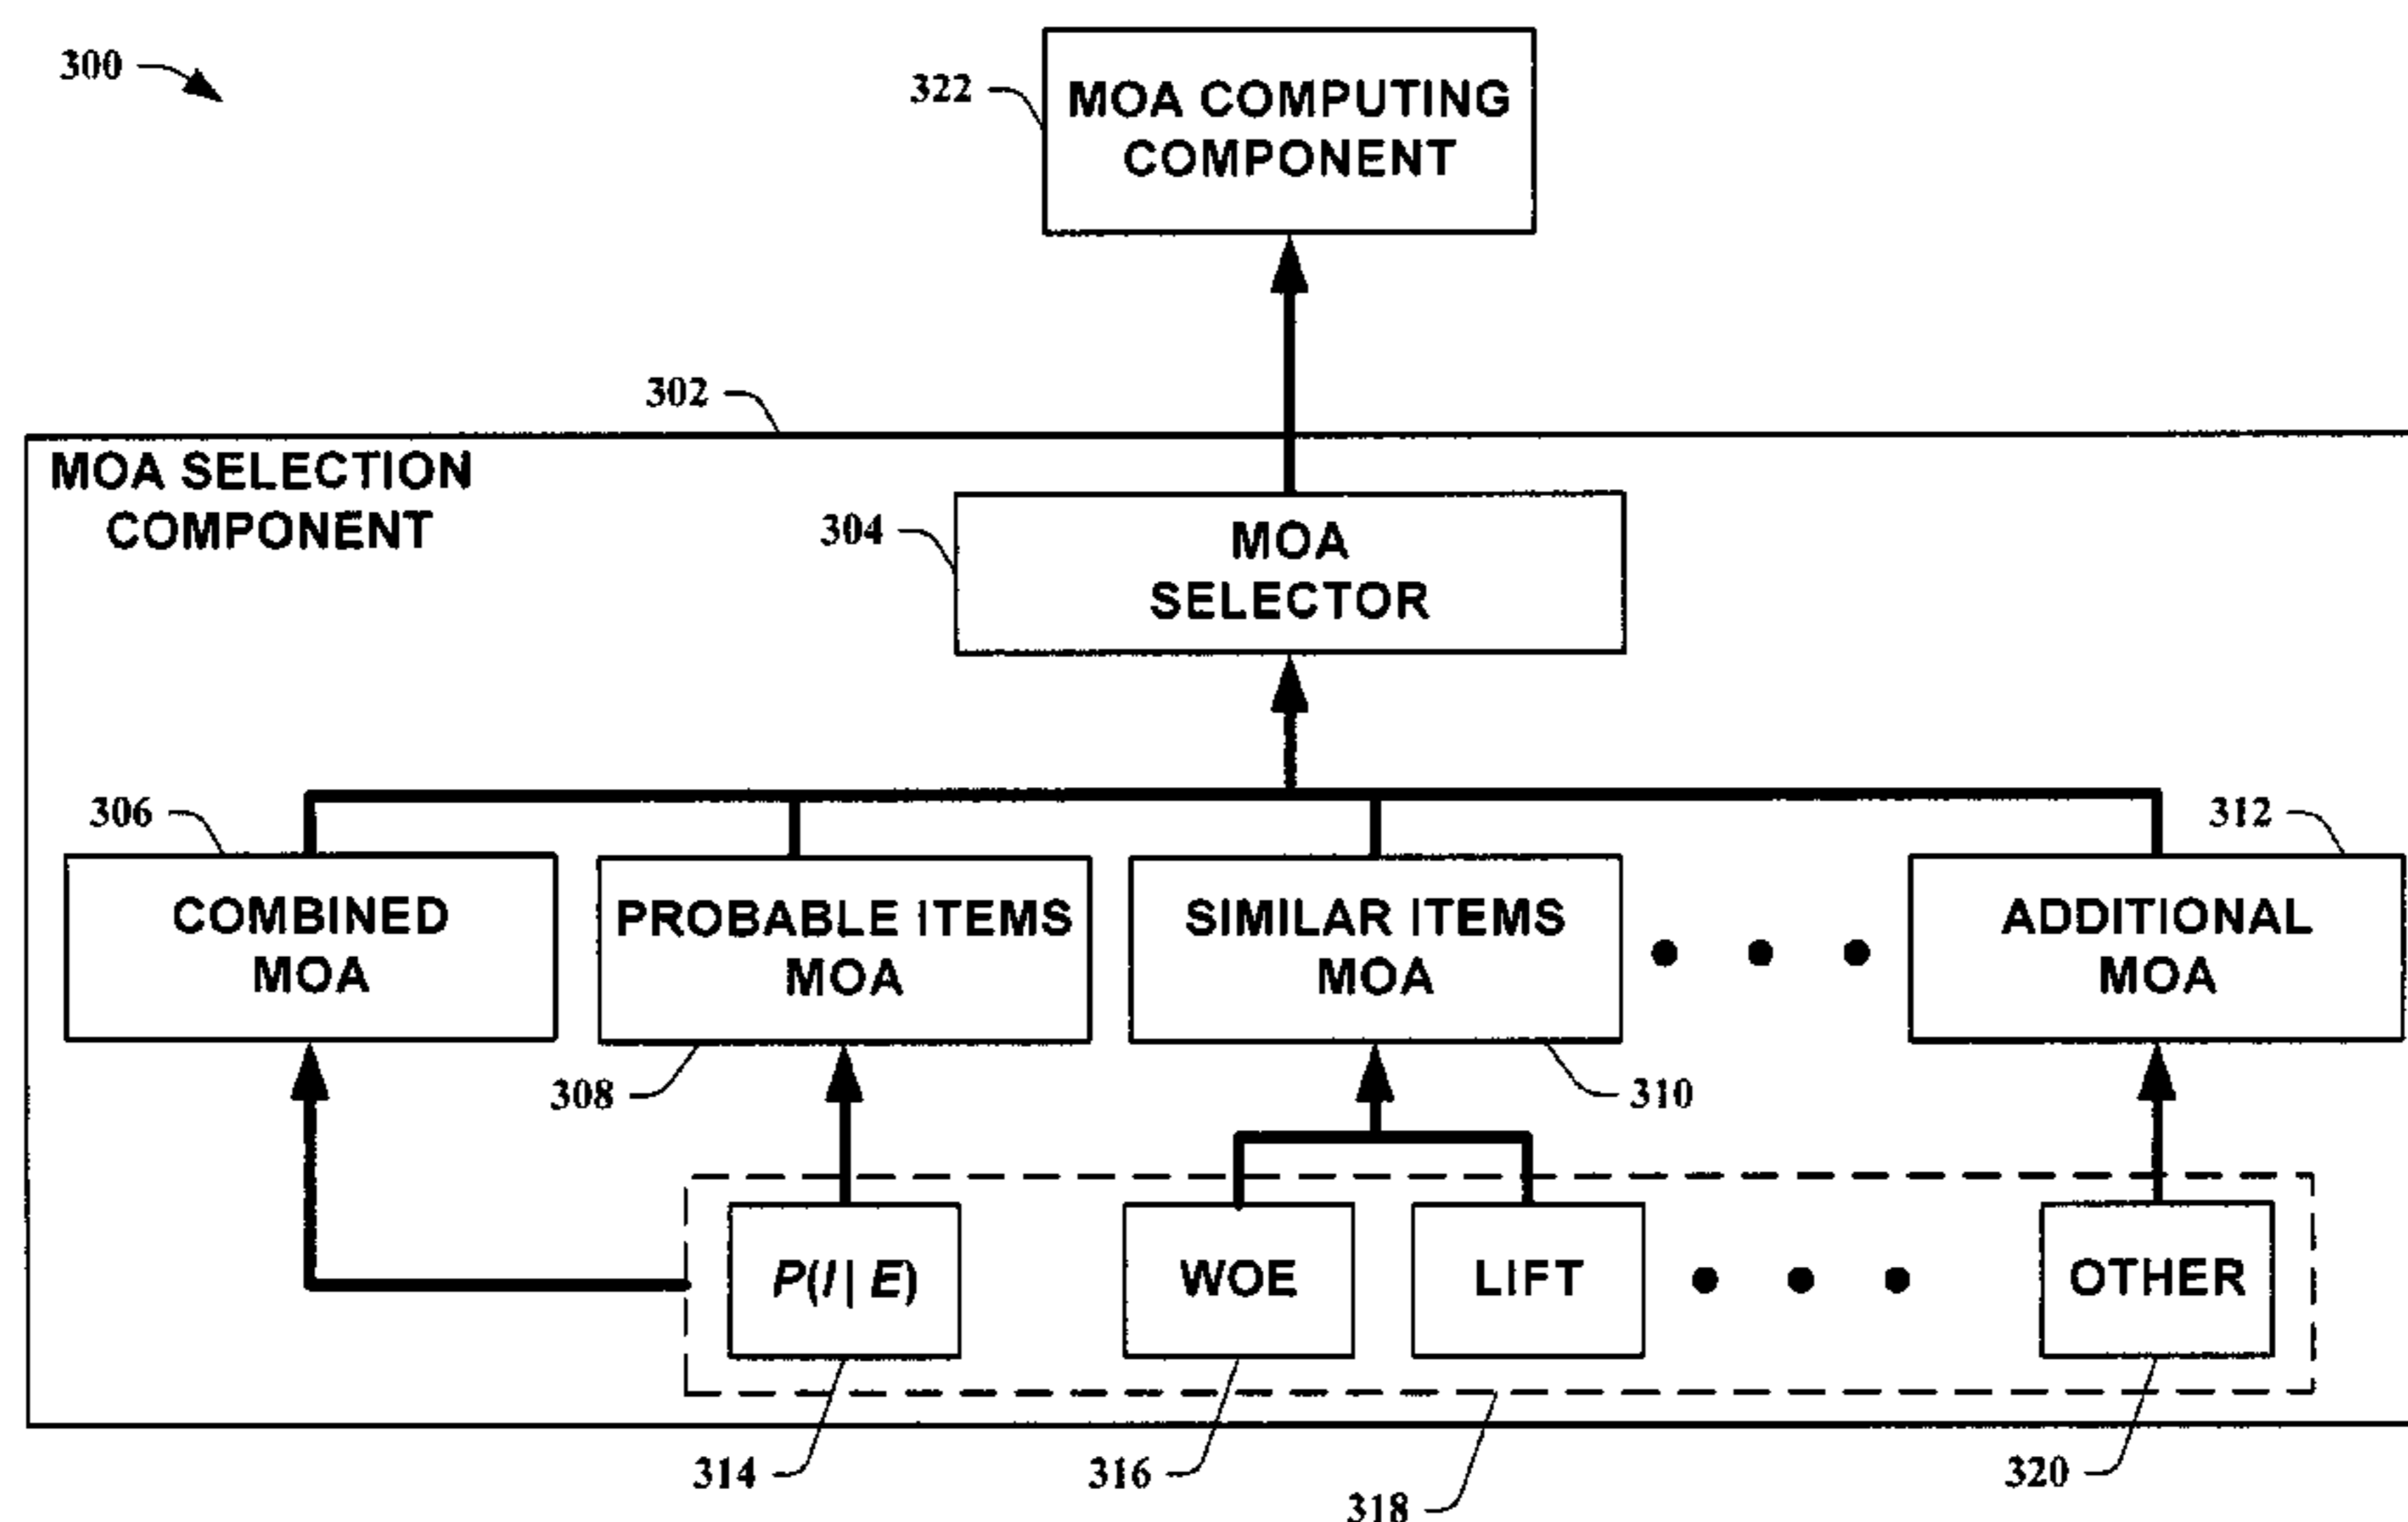 300
322
MOA COMPUTING
COMPONENT
302
MOA SELECTION
COMPONENT
304
MOA
SELECTOR
306
312
COMBINED
MOA
PROBABLE ITEMS
MOA
SIMILAR ITEMS
MOA
ADDITIONAL
MOA
308
310
P(I | E)
WOE
LIFT
OTHER
314
316
318
320